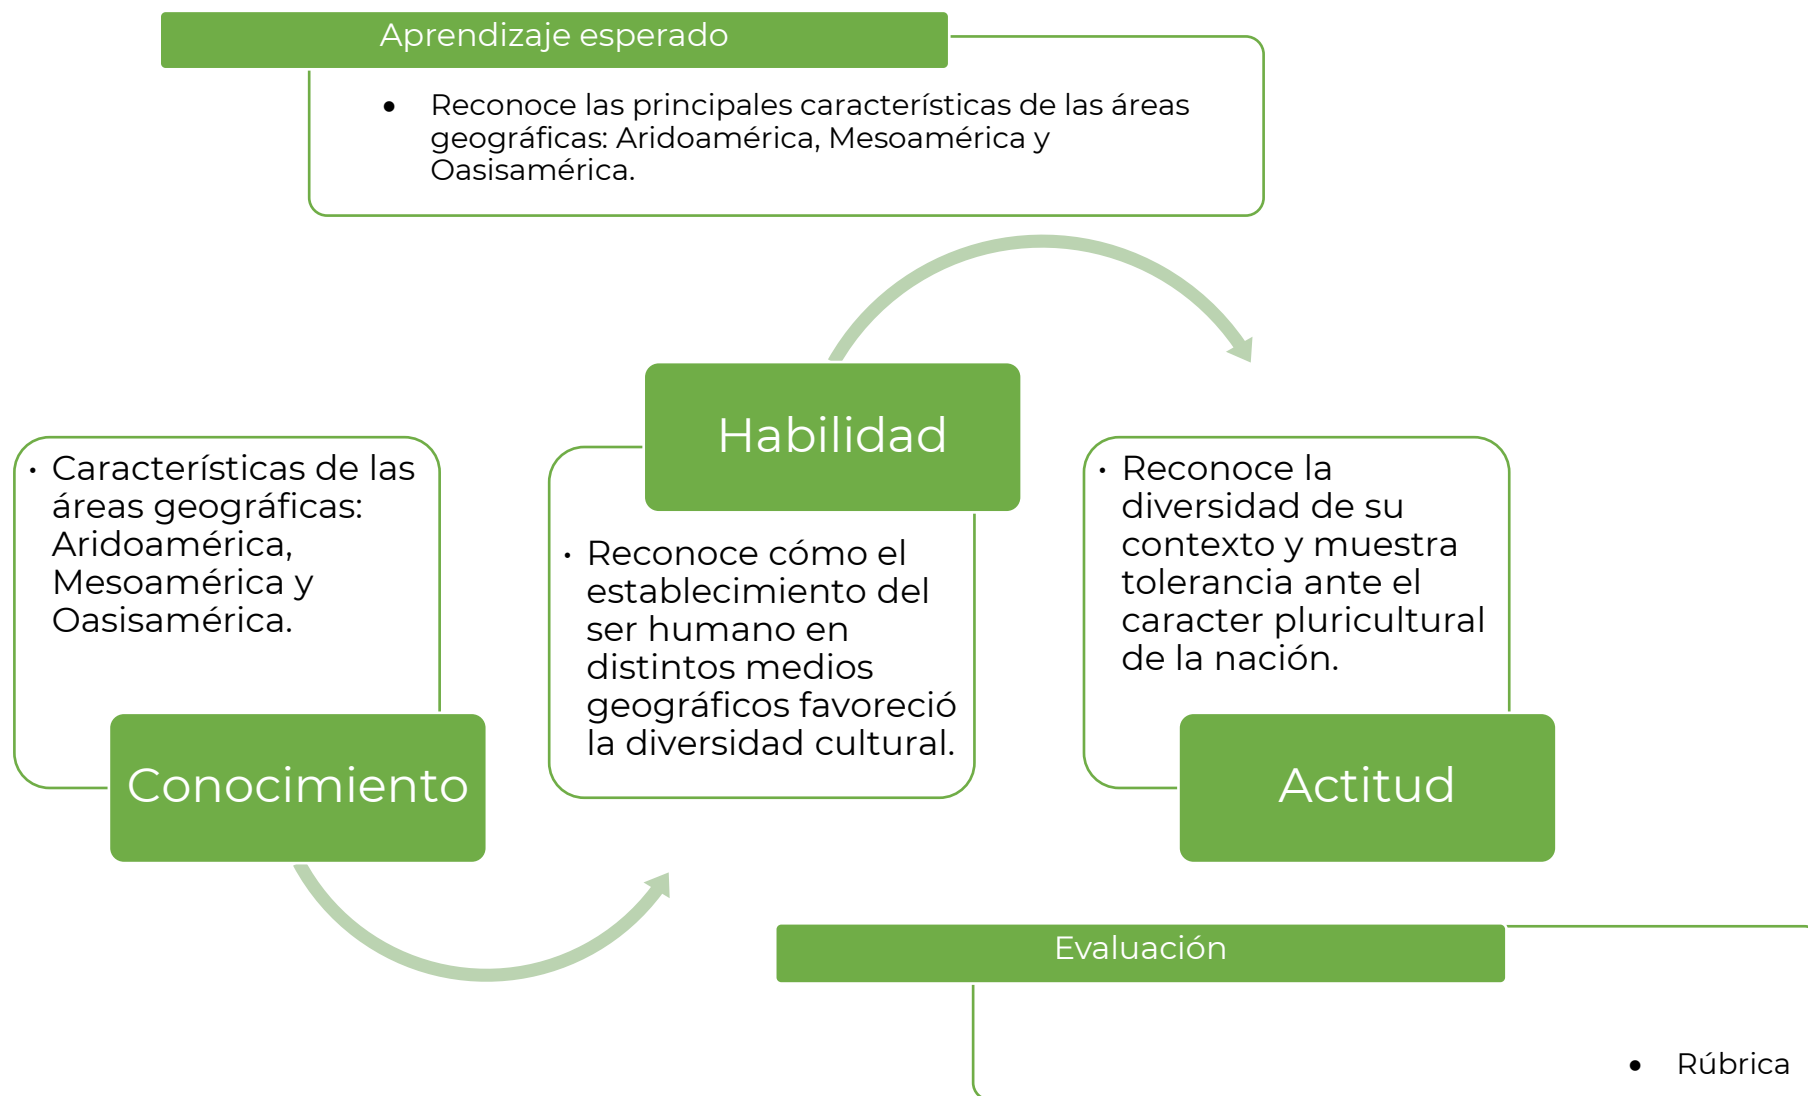 Aprendizaje esperado
• Reconoce las principales características de las áreas
geográficas: Aridoamérica, Mesoamérica y
Oasisamérica.
Habilidad
• Características de las
áreas geográficas:
Aridoamérica,
Mesoamérica y
Oasisamérica.
Conocimiento
• Reconoce cómo el
establecimiento del
ser humano en
distintos medios
geográficos favoreció
la diversidad cultural.
• Reconoce la
diversidad de su
contexto y muestra
tolerancia ante el
caracter pluricultural
de la nación.
Actitud
Evaluación
• Rúbrica